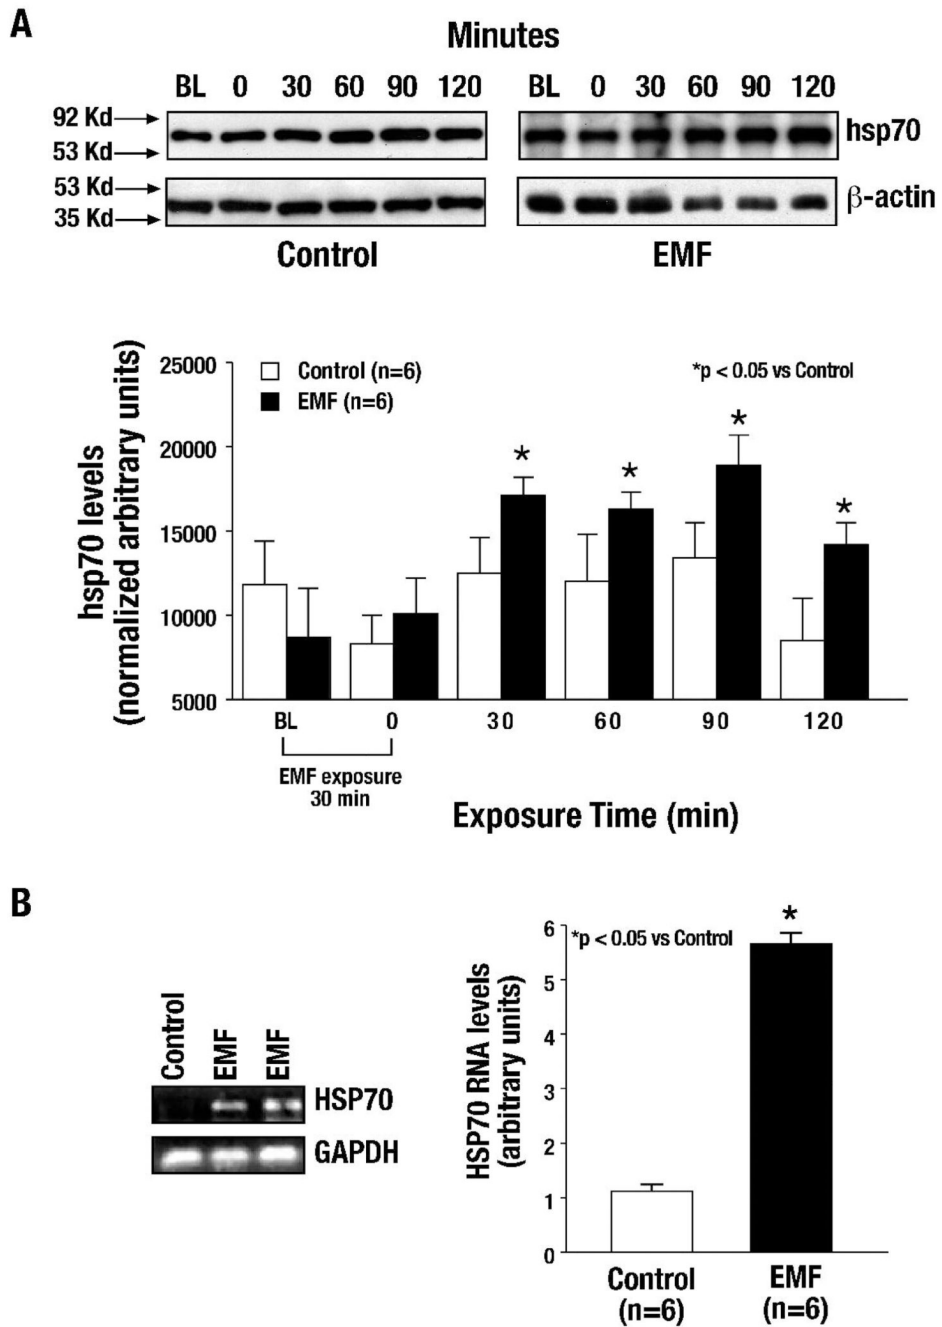 A
Minutes
BL 0 30 60 90 120
BL 0 30 60 90 120
92 Kd
53 Kd
hsp70
53 Kd
35 Kd
β-actin
Control
EMF
hsp70 levels
(normalized arbitrary units)
25000
20000
15000
10000
5000
Control (n=6)
EMF (n=6)
*p < 0.05 vs Control
* * * *
BL 0 30 60 90 120
EMF exposure
30 min
Exposure Time (min)
B
Control
EMF
EMF
HSP70
GAPDH
HSP70 RNA levels
(arbitrary units)
6
5
4
3
2
1
0
*p < 0.05 vs Control
*
Control
(n=6)
EMF
(n=6)